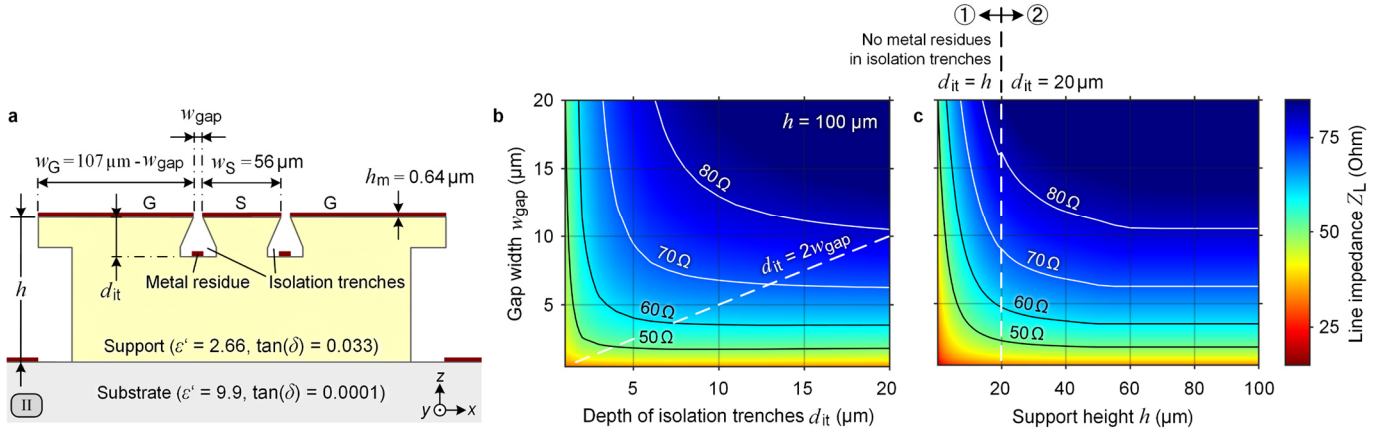 a
w_gap
w_G = 107 µm - w_gap
w_S = 56 µm
h_m = 0.64 µm
G
S
G
h
d_it
Metal residue
Isolation trenches
Support (ε‘ = 2.66, tan(δ) = 0.033)
Substrate (ε‘ = 9.9, tan(δ) = 0.0001)
II
z
y
x
b
h = 100 µm
80 Ω
70 Ω
d_it = 2w_gap
60 Ω
50 Ω
20
15
10
5
Gap width w_gap (µm)
5
10
15
20
Depth of isolation trenches d_it (µm)
① ②
No metal residues
in isolation trenches
d_it = h
d_it = 20 µm
c
80 Ω
70 Ω
60 Ω
50 Ω
20
40
60
80
100
Support height h (µm)
75
50
25
Line impedance Z_L (Ohm)